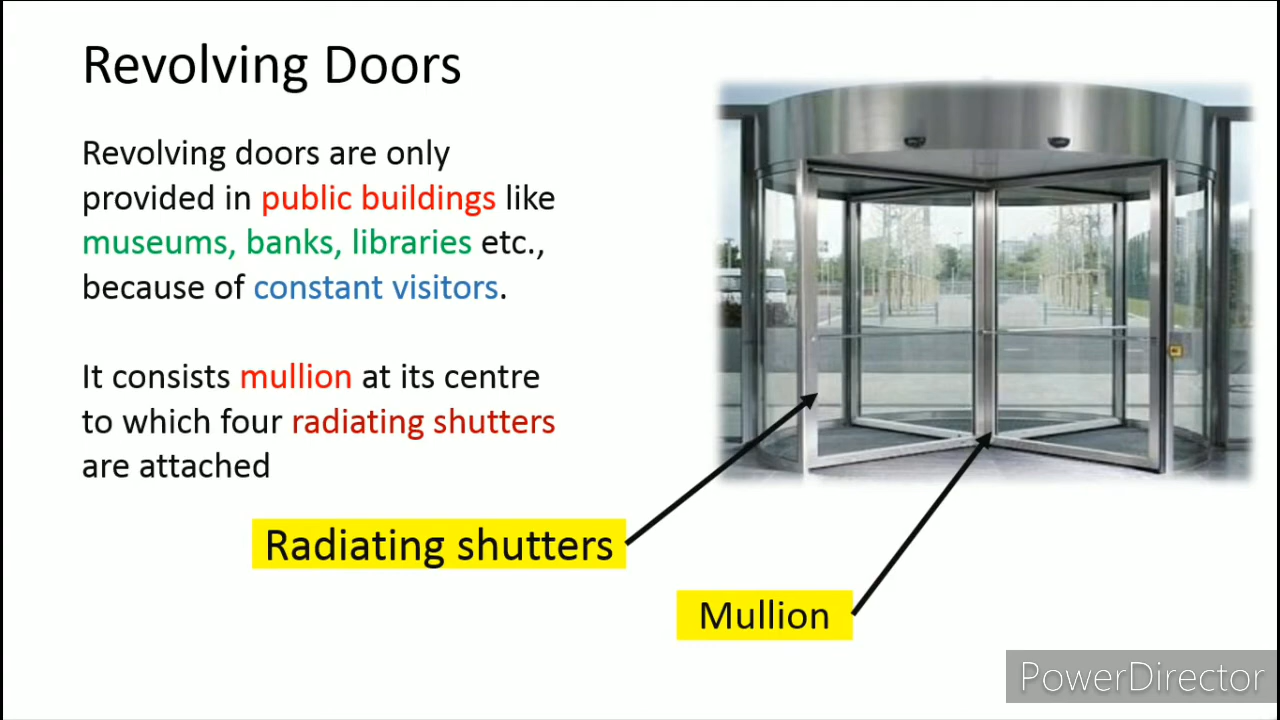 Revolving Doors
Revolving doors are only
provided in public buildings like
museums, banks, libraries etc.,
because of constant visitors.
It consists mullion at its centre
to which four radiating shutters
are attached
Radiating shutters
Mullion
PowerDirector